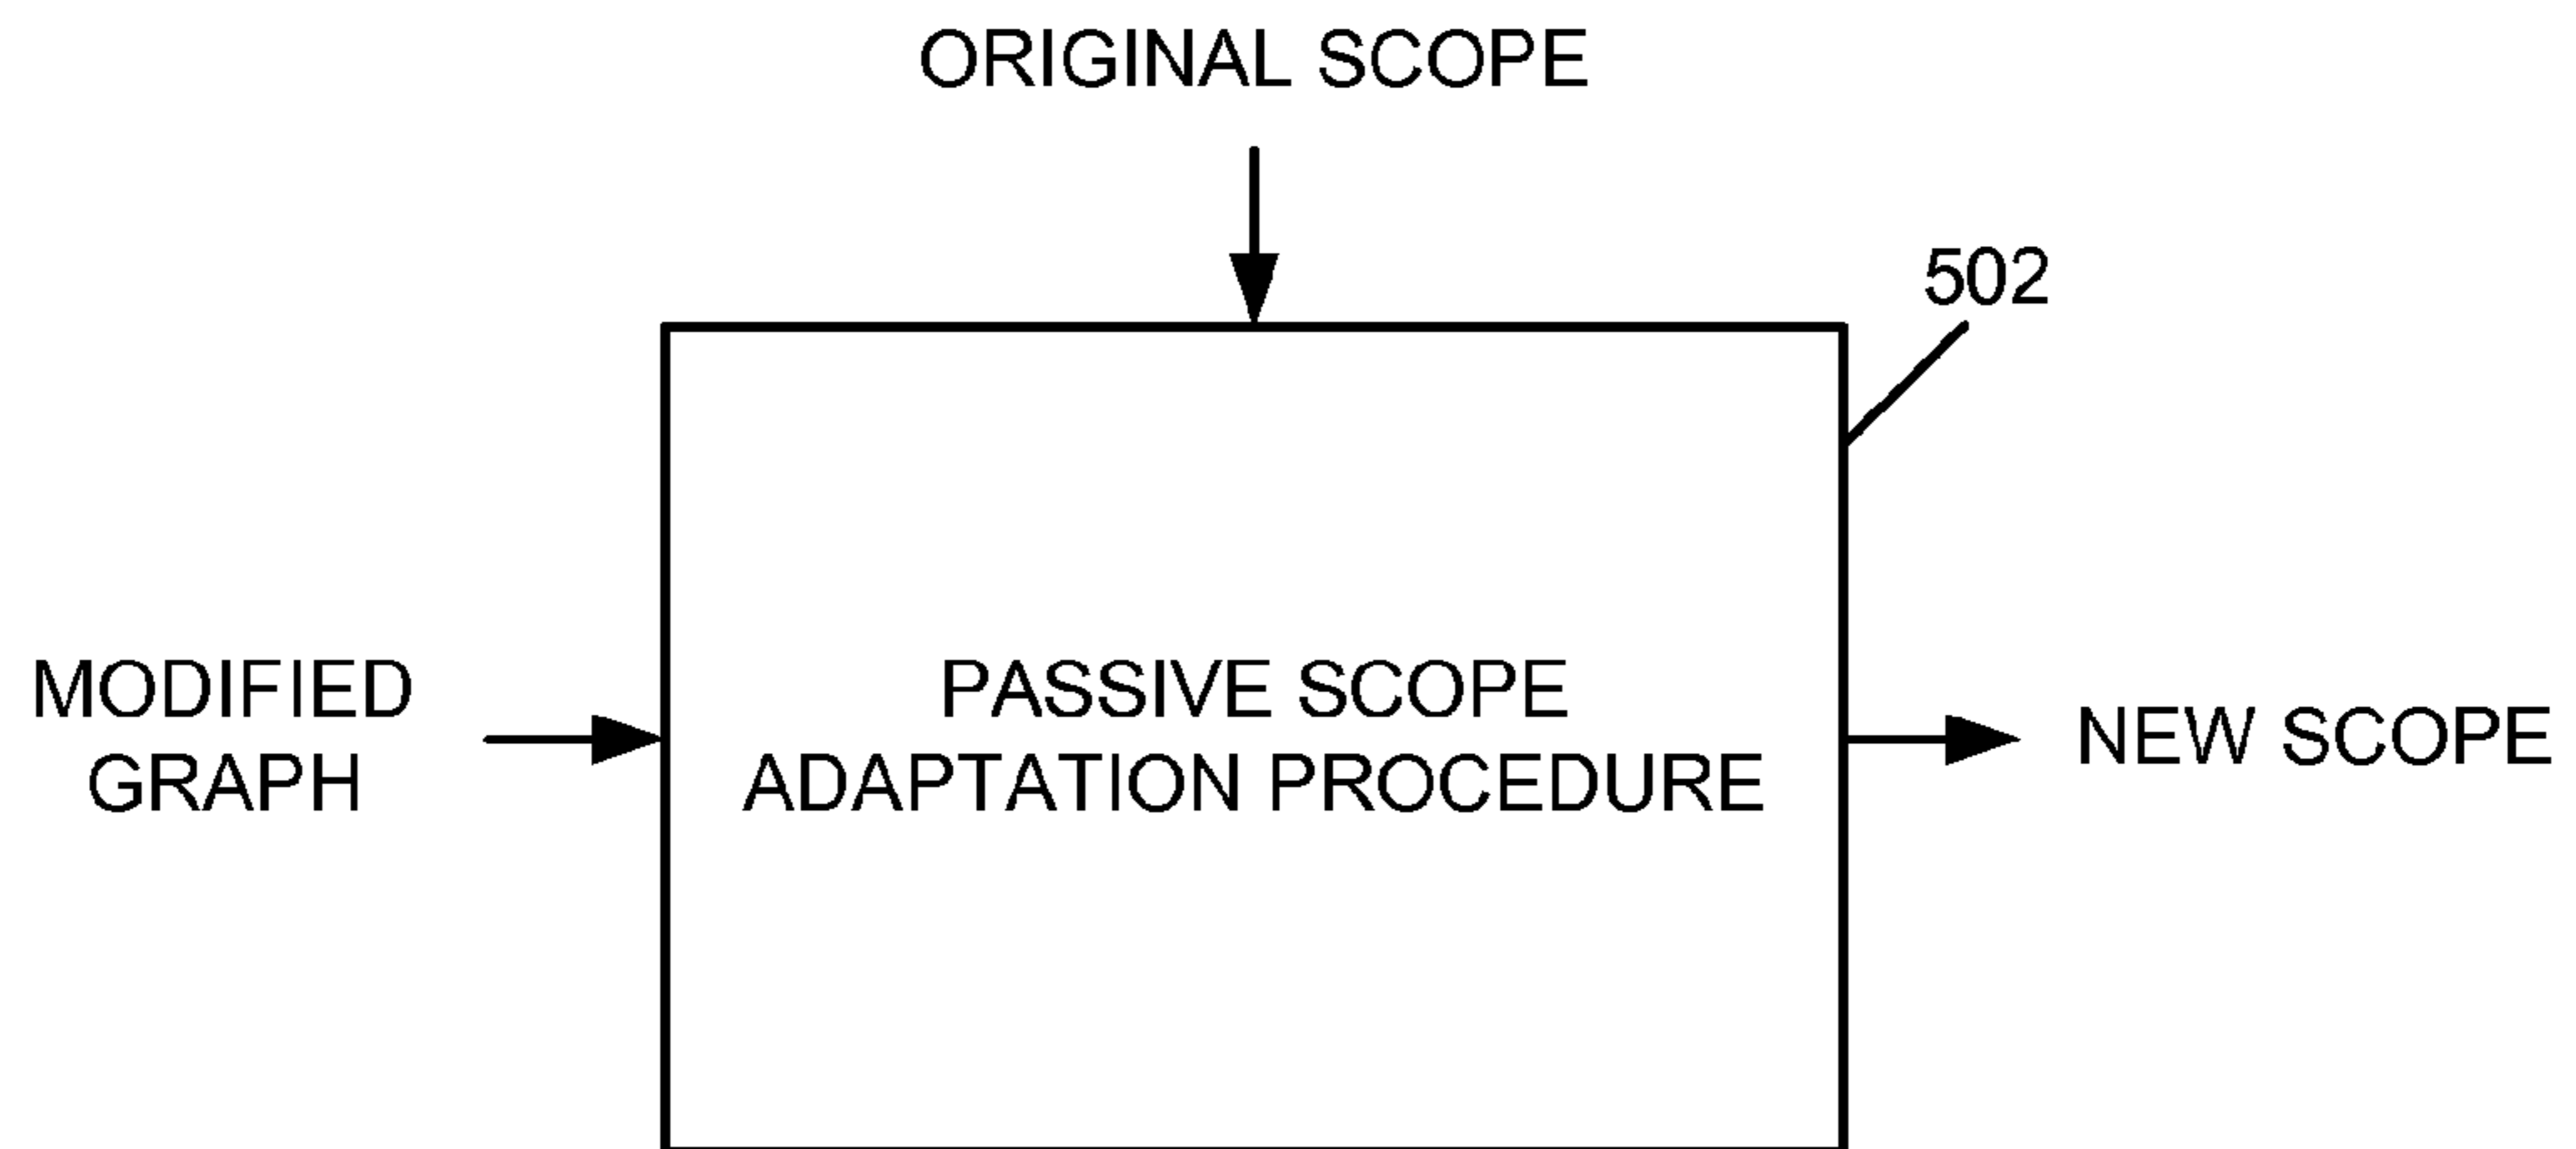 ORIGINAL SCOPE
502
MODIFIED
GRAPH
PASSIVE SCOPE
ADAPTATION PROCEDURE
NEW SCOPE